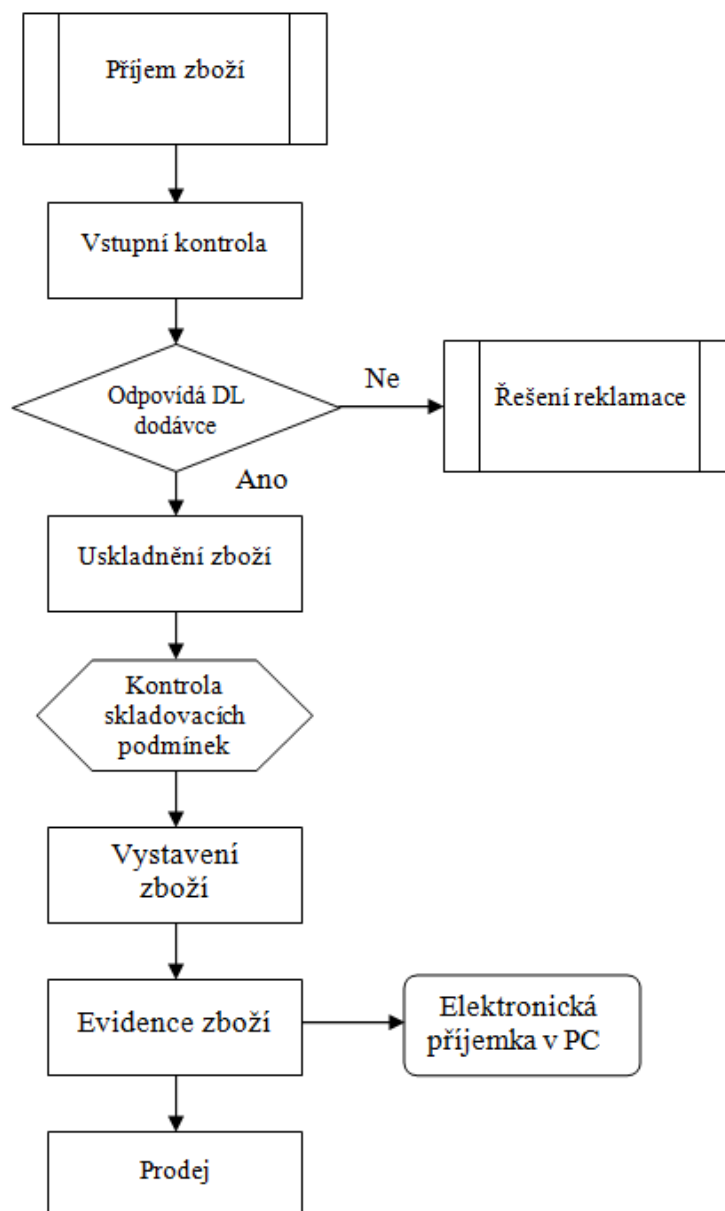 Příjem zboží
Vstupní kontrola
Odpovídá DL
dodávce
Ne
Řešení reklamace
Ano
Uskladnění zboží
Kontrola
skladovacích
podmínek
Vystavení
zboží
Evidence zboží
Elektronická
příjemka v PC
Prodej